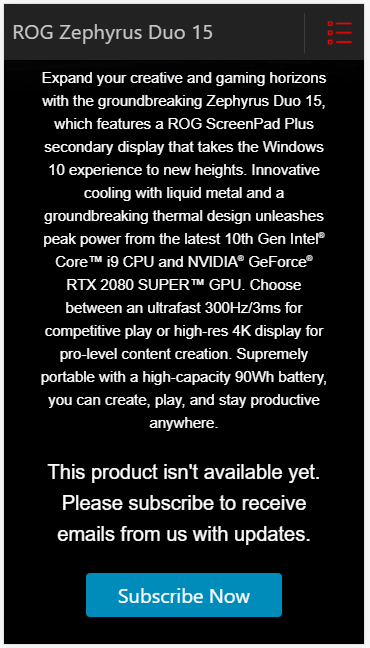 ROG Zephyrus Duo 15
Expand your creative and gaming horizons
with the groundbreaking Zephyrus Duo 15,
which features a ROG ScreenPad Plus
secondary display that takes the Windows
10 experience to new heights. Innovative
cooling with liquid metal and a
groundbreaking thermal design unleashes
peak power from the latest 10th Gen Intel®
Core™ i9 CPU and NVIDIA® GeForce®
RTX 2080 SUPER™ GPU. Choose
between an ultrafast 300Hz/3ms for
competitive play or high-res 4K display for
pro-level content creation. Supremely
portable with a high-capacity 90Wh battery,
you can create, play, and stay productive
anywhere.
This product isn't available yet.
Please subscribe to receive
emails from us with updates.
Subscribe Now